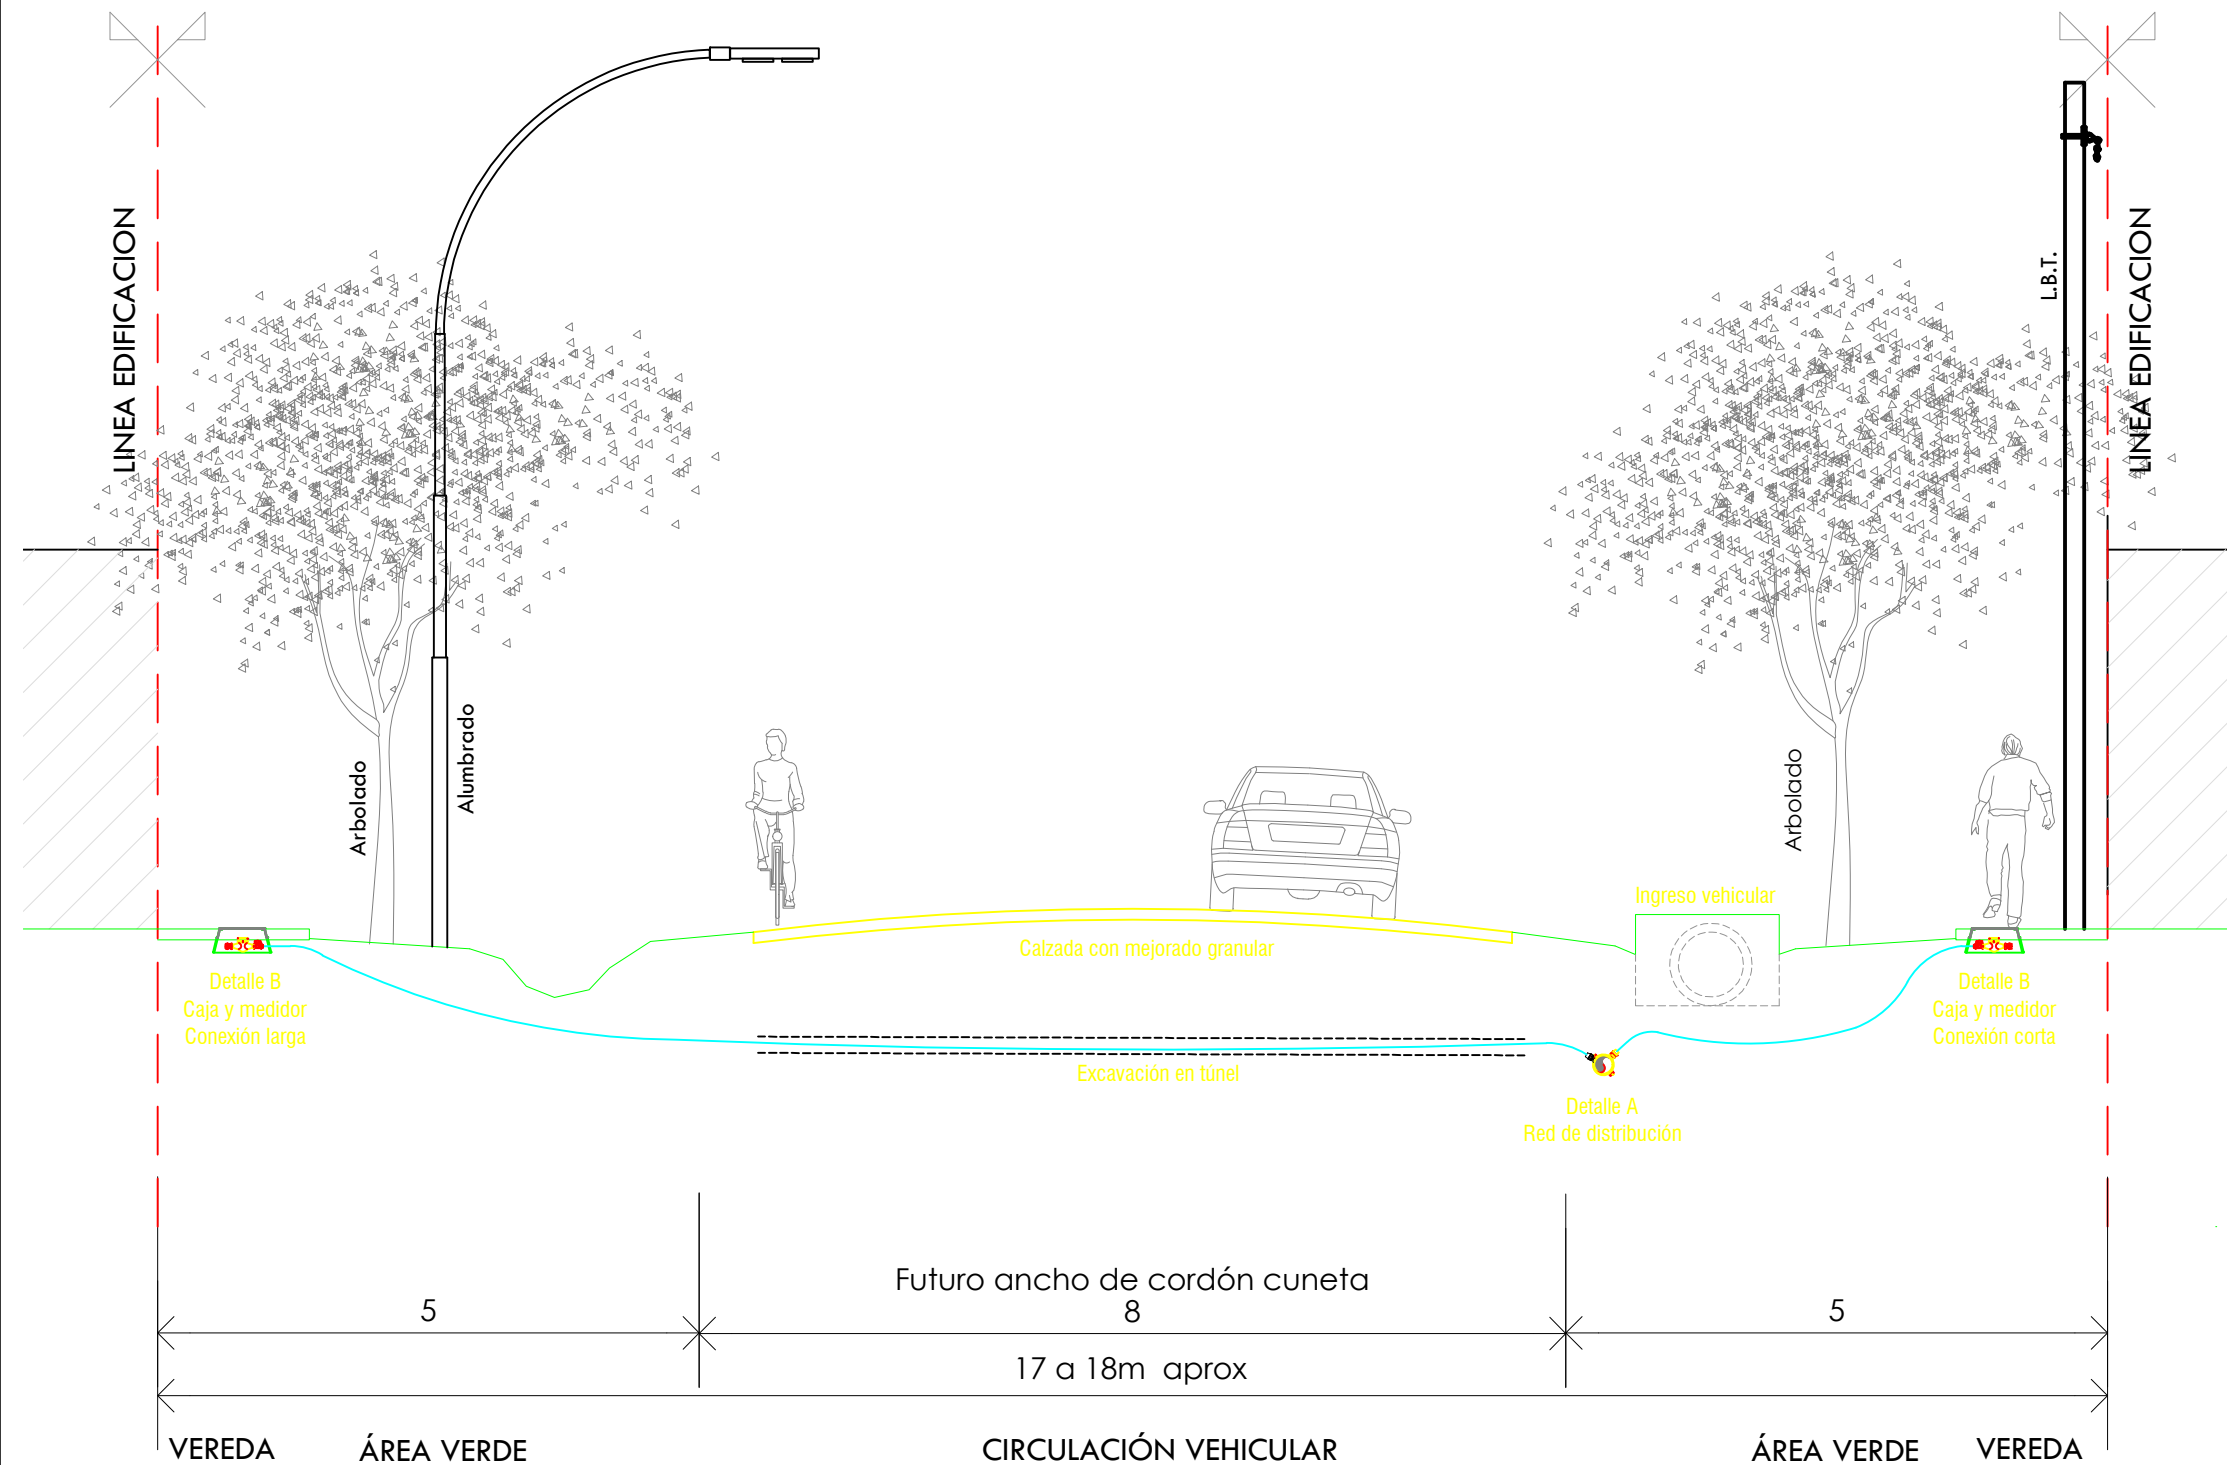 LINEA EDIFICACION
L.B.T.
LINEA EDIFICACION
Arbolado
Alumbrado
Arbolado
Ingreso vehicular
Calzada con mejorado granular
Detalle B
Caja y medidor
Conexión larga
Detalle B
Caja y medidor
Conexión corta
Excavación en túnel
Detalle A
Red de distribución
Futuro ancho de cordón cuneta
5
8
5
17 a 18m aprox
VEREDA
ÁREA VERDE
CIRCULACIÓN VEHICULAR
ÁREA VERDE
VEREDA